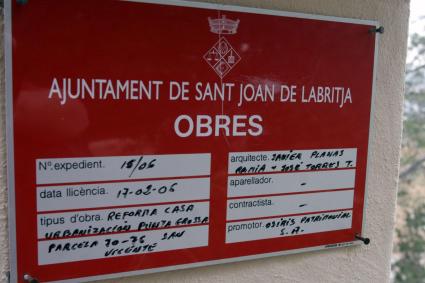 AJUNTAMENT DE SANT JOAN DE LABRITJA
OBRES
Nº.expedient. 15/06
data llicència. 17-02-06
tipus d'obra. REFORMA CASA
URBANIZACIÓN PUNTA GROSSA
PARCELA 70-75 SAN
VICENTE
arquitecte. JAVIER PLANAS
RAMIA + JOSÉ TORRES T.
aparellador. -
contractista. -
promotor. OSIRIS PATRIMONIAL
S.A.